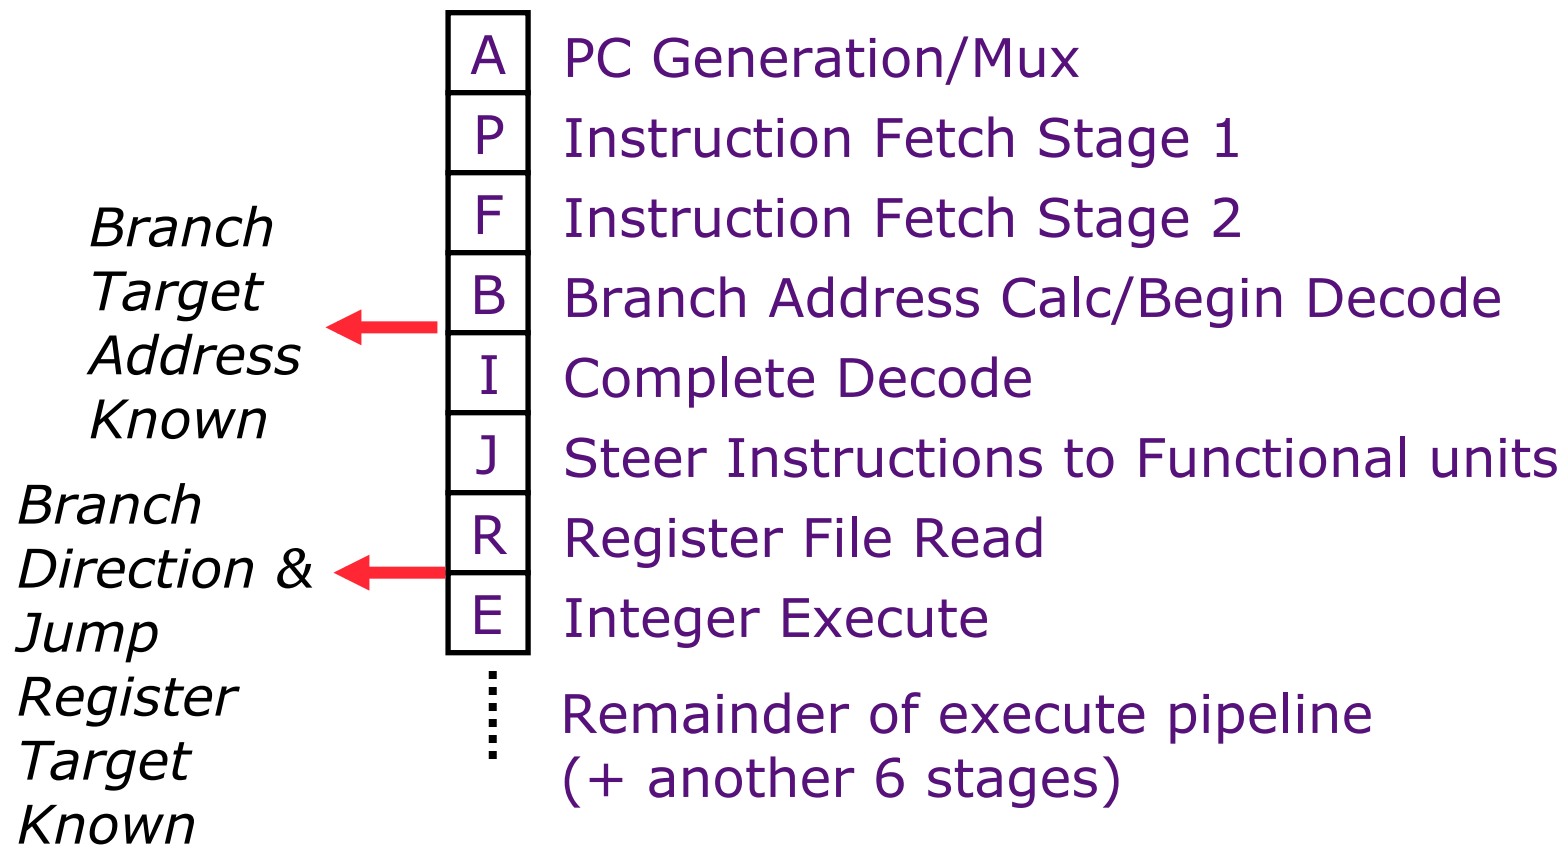 A PC Generation/Mux
P Instruction Fetch Stage 1
F Instruction Fetch Stage 2
B Branch Address Calc/Begin Decode
I Complete Decode
J Steer Instructions to Functional units
R Register File Read
E Integer Execute
Remainder of execute pipeline
(+ another 6 stages)
Branch
Target
Address
Known
Branch
Direction &
Jump
Register
Target
Known